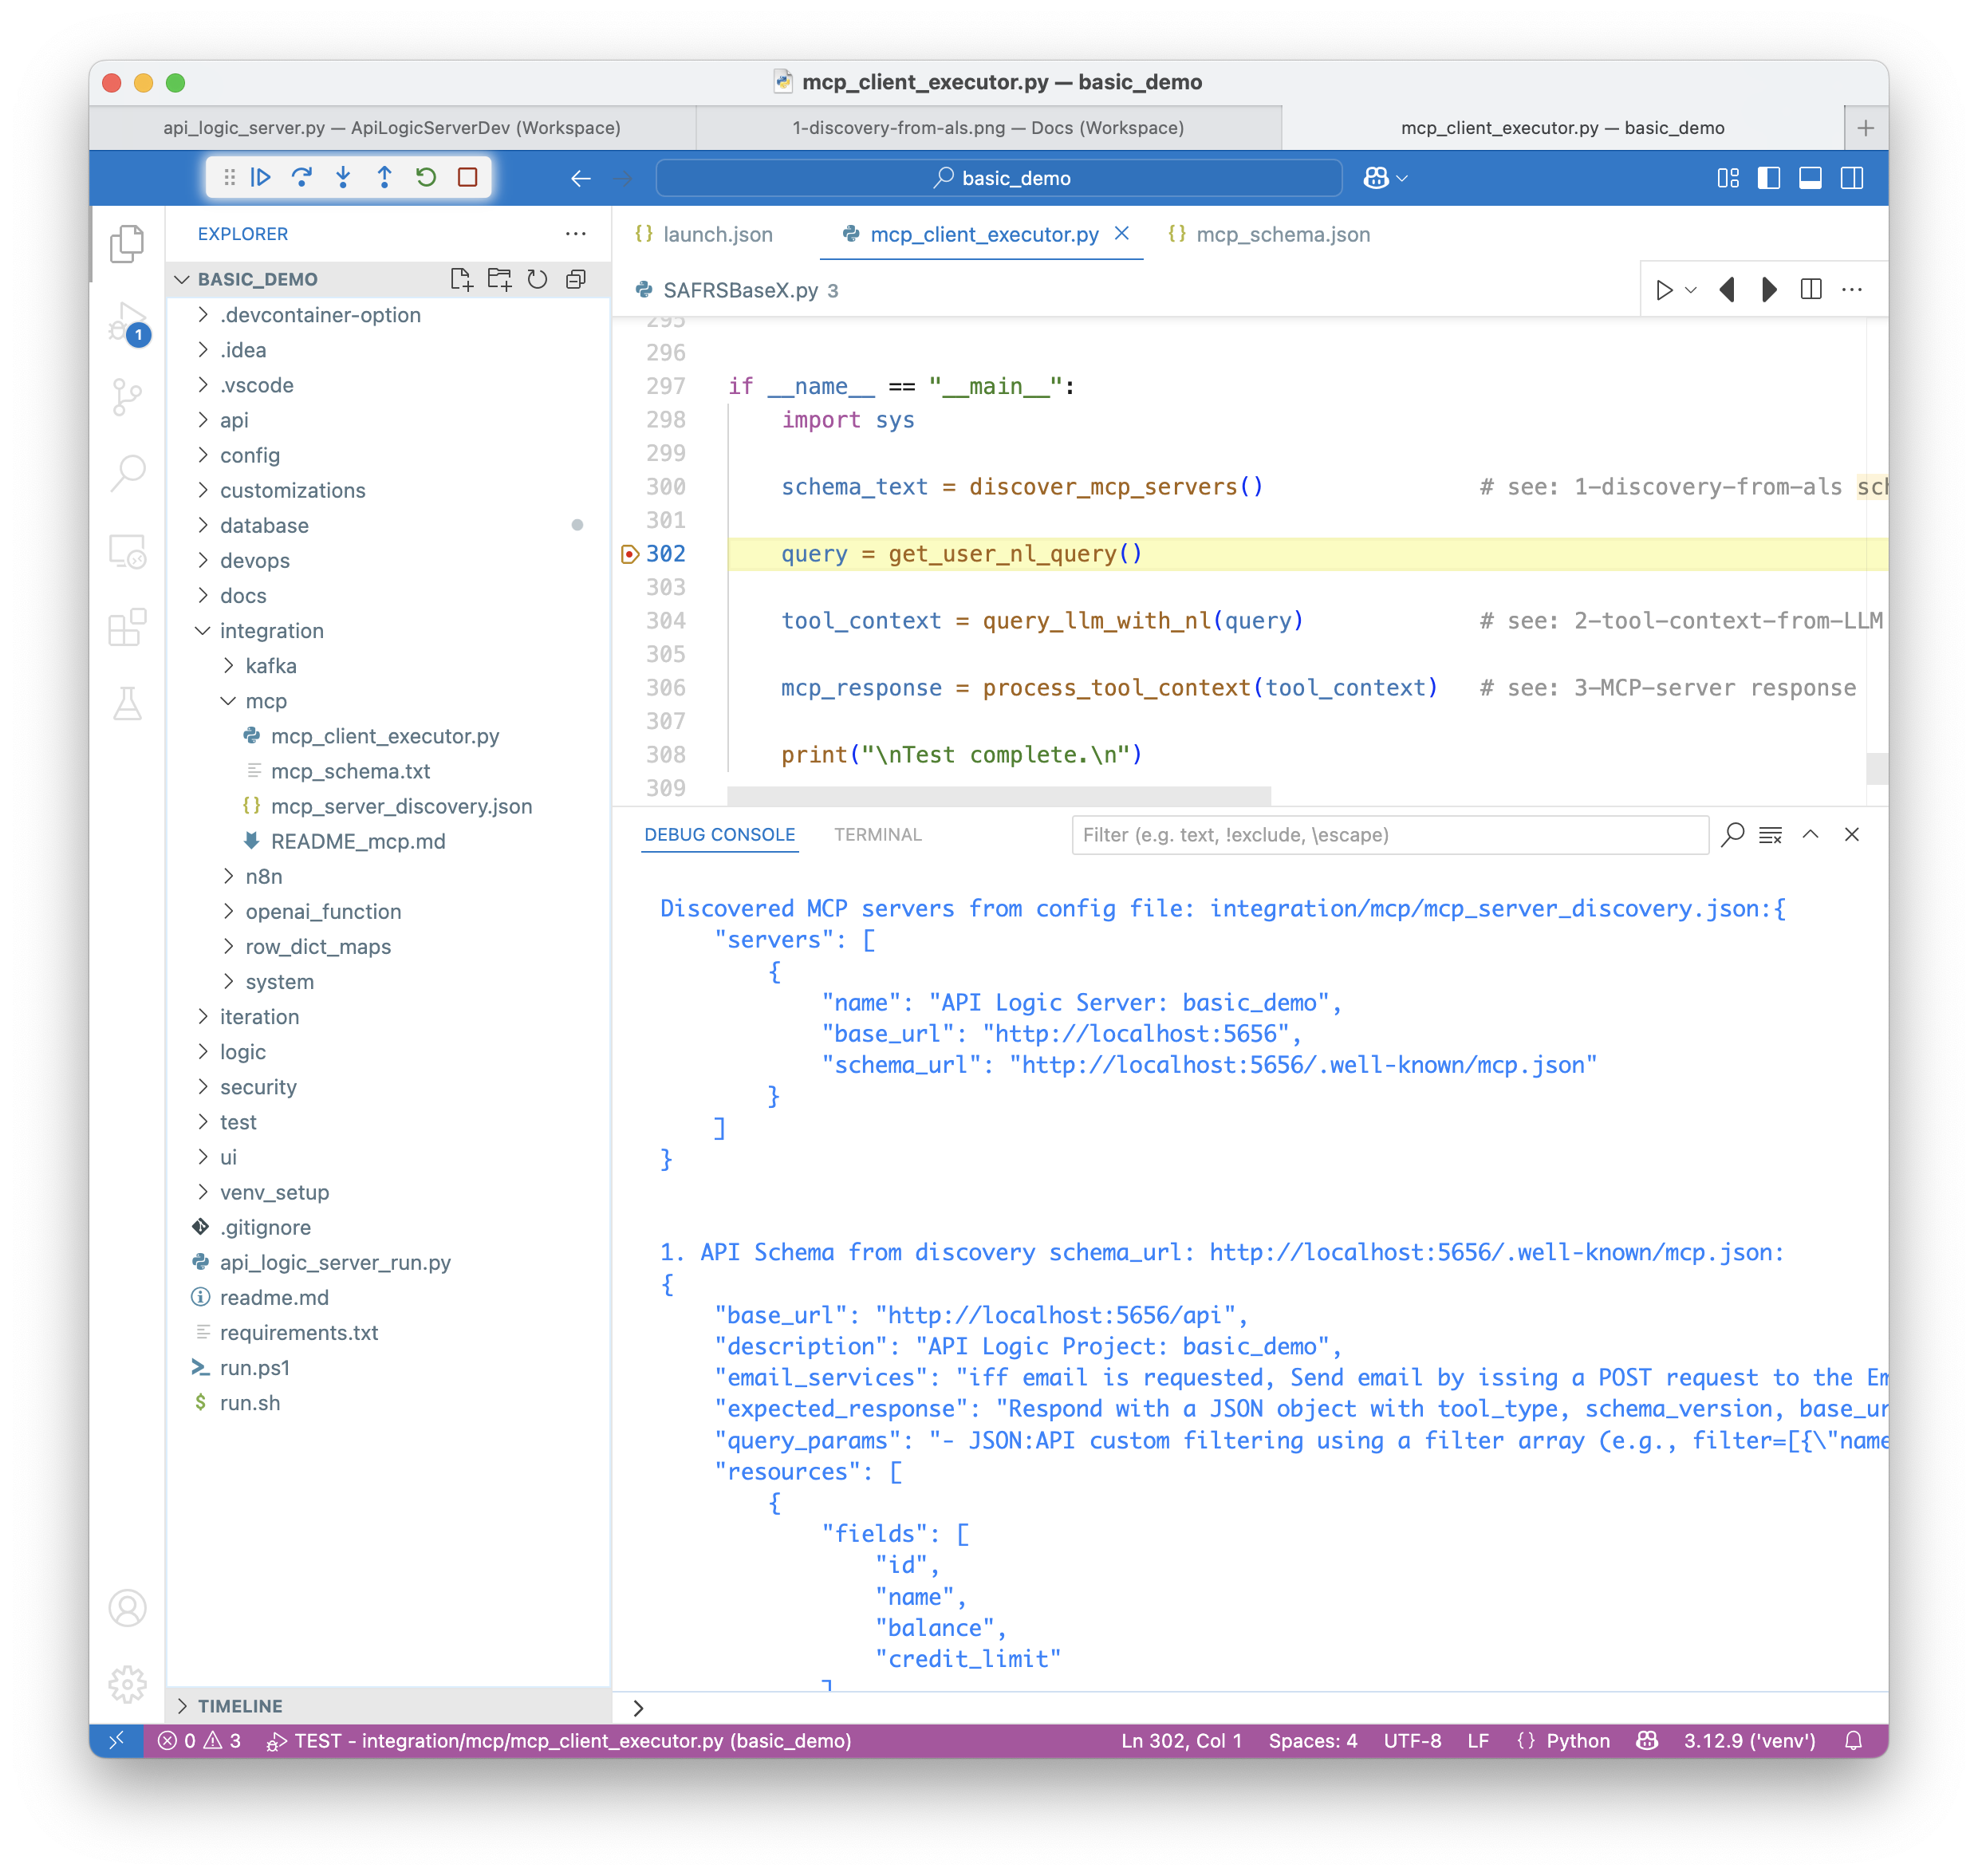 mcp_client_executor.py — basic_demo
api_logic_server.py — ApiLogicServerDev (Workspace)
1-discovery-from-als.png — Docs (Workspace)
mcp_client_executor.py — basic_demo
basic_demo
EXPLORER
BASIC_DEMO
.devcontainer-option
.idea
.vscode
api
config
customizations
database
devops
docs
integration
kafka
mcp
mcp_client_executor.py
mcp_schema.txt
mcp_server_discovery.json
README_mcp.md
n8n
openai_function
row_dict_maps
system
iteration
logic
security
test
ui
venv_setup
.gitignore
api_logic_server_run.py
readme.md
requirements.txt
run.ps1
run.sh
TIMELINE
1
launch.json
mcp_client_executor.py
mcp_schema.json
SAFRSBaseX.py 3
295
296
297 if __name__ == "__main__":
298 import sys
299
300 schema_text = discover_mcp_servers() # see: 1-discovery-from-als sch
301
302 query = get_user_nl_query()
303
304 tool_context = query_llm_with_nl(query) # see: 2-tool-context-from-LLM
305
306 mcp_response = process_tool_context(tool_context) # see: 3-MCP-server response
307
308 print("\nTest complete.\n")
309
DEBUG CONSOLE
TERMINAL
Filter (e.g. text, !exclude, \escape)
Discovered MCP servers from config file: integration/mcp/mcp_server_discovery.json:{
"servers": [
{
"name": "API Logic Server: basic_demo",
"base_url": "http://localhost:5656",
"schema_url": "http://localhost:5656/.well-known/mcp.json"
}
]
}
1. API Schema from discovery schema_url: http://localhost:5656/.well-known/mcp.json:
{
"base_url": "http://localhost:5656/api",
"description": "API Logic Project: basic_demo",
"email_services": "iff email is requested, Send email by issing a POST request to the Em
"expected_response": "Respond with a JSON object with tool_type, schema_version, base_ur
"query_params": "- JSON:API custom filtering using a filter array (e.g., filter=[{\"name
"resources": [
{
"fields": [
"id",
"name",
"balance",
"credit_limit"
]
0 3 TEST - integration/mcp/mcp_client_executor.py (basic_demo)
Ln 302, Col 1 Spaces: 4 UTF-8 LF {} Python 3.12.9 ('venv')